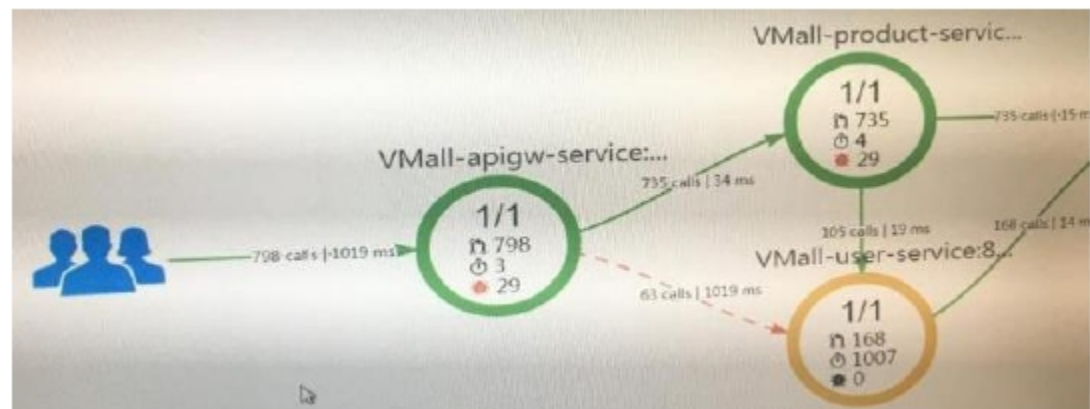 VMall-product-servic...
1/1
735
4
29
735 calls | 15 m
VMall-apigw-service:...
1/1
798
3
29
798 calls | 1019 ms
735 calls | 34 ms
105 calls | 19 ms
168 calls | 14 m
VMall-user-service:8...
63 calls | 1019 ms
1/1
168
1007
0